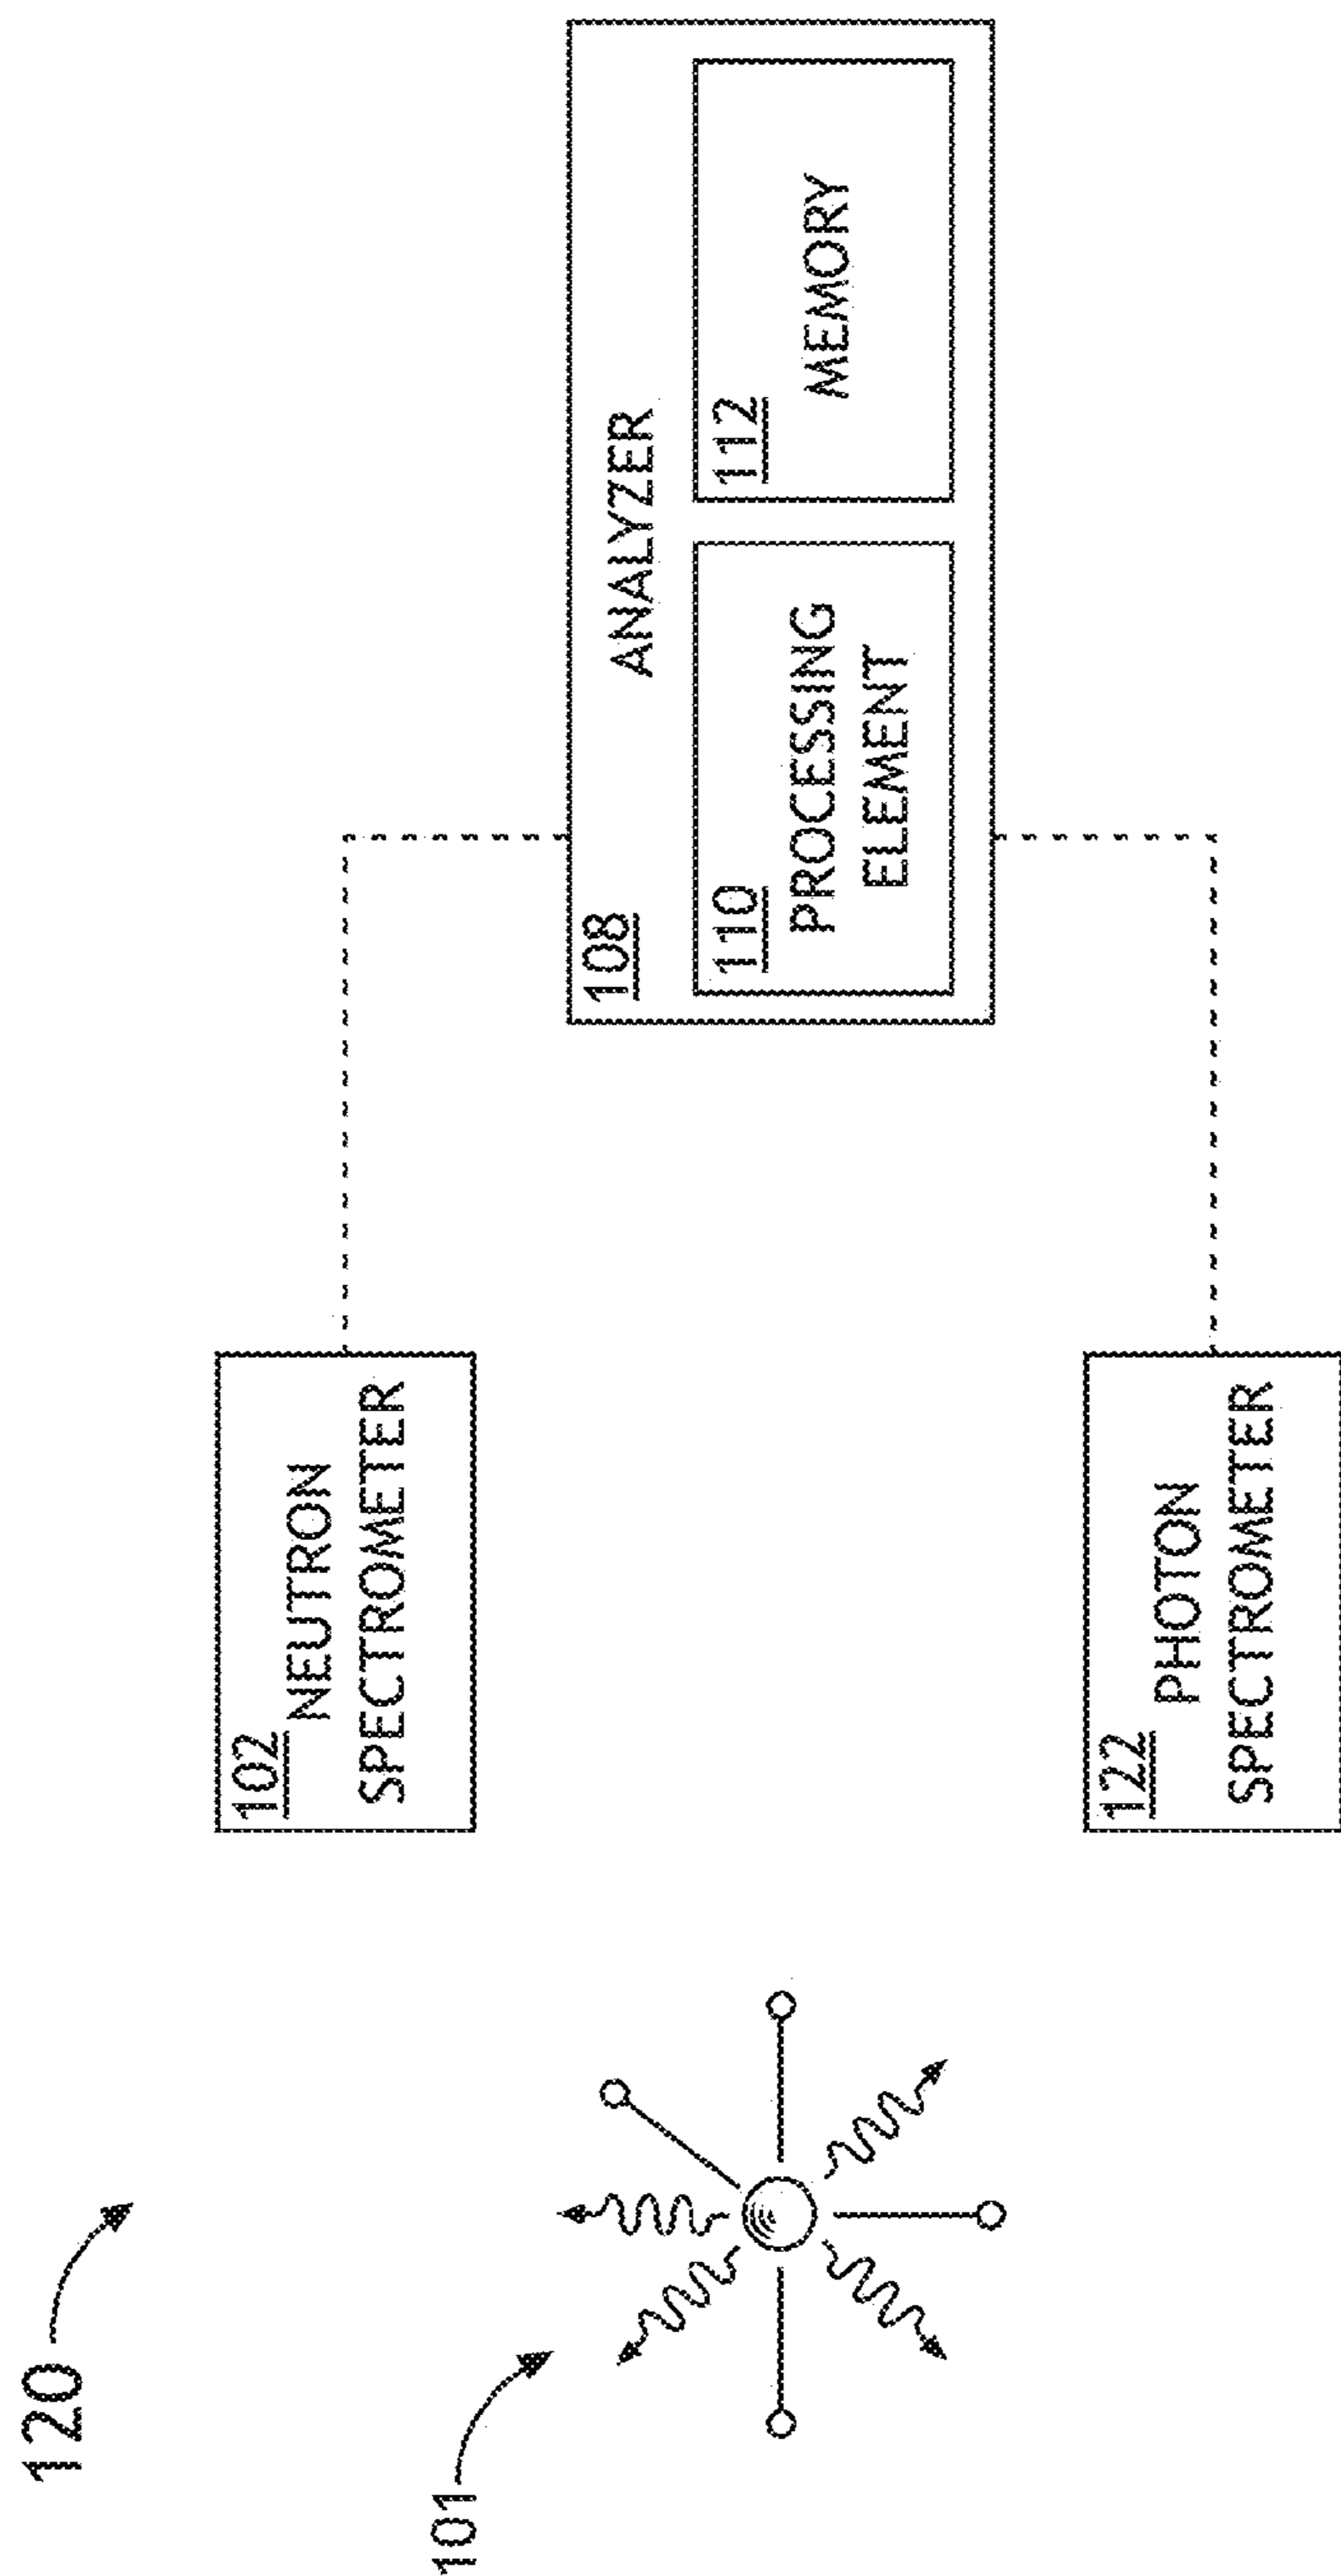 120
101
102
NEUTRON
SPECTROMETER
122
PHOTON
SPECTROMETER
108
ANALYZER
110
PROCESSING
ELEMENT
112
MEMORY